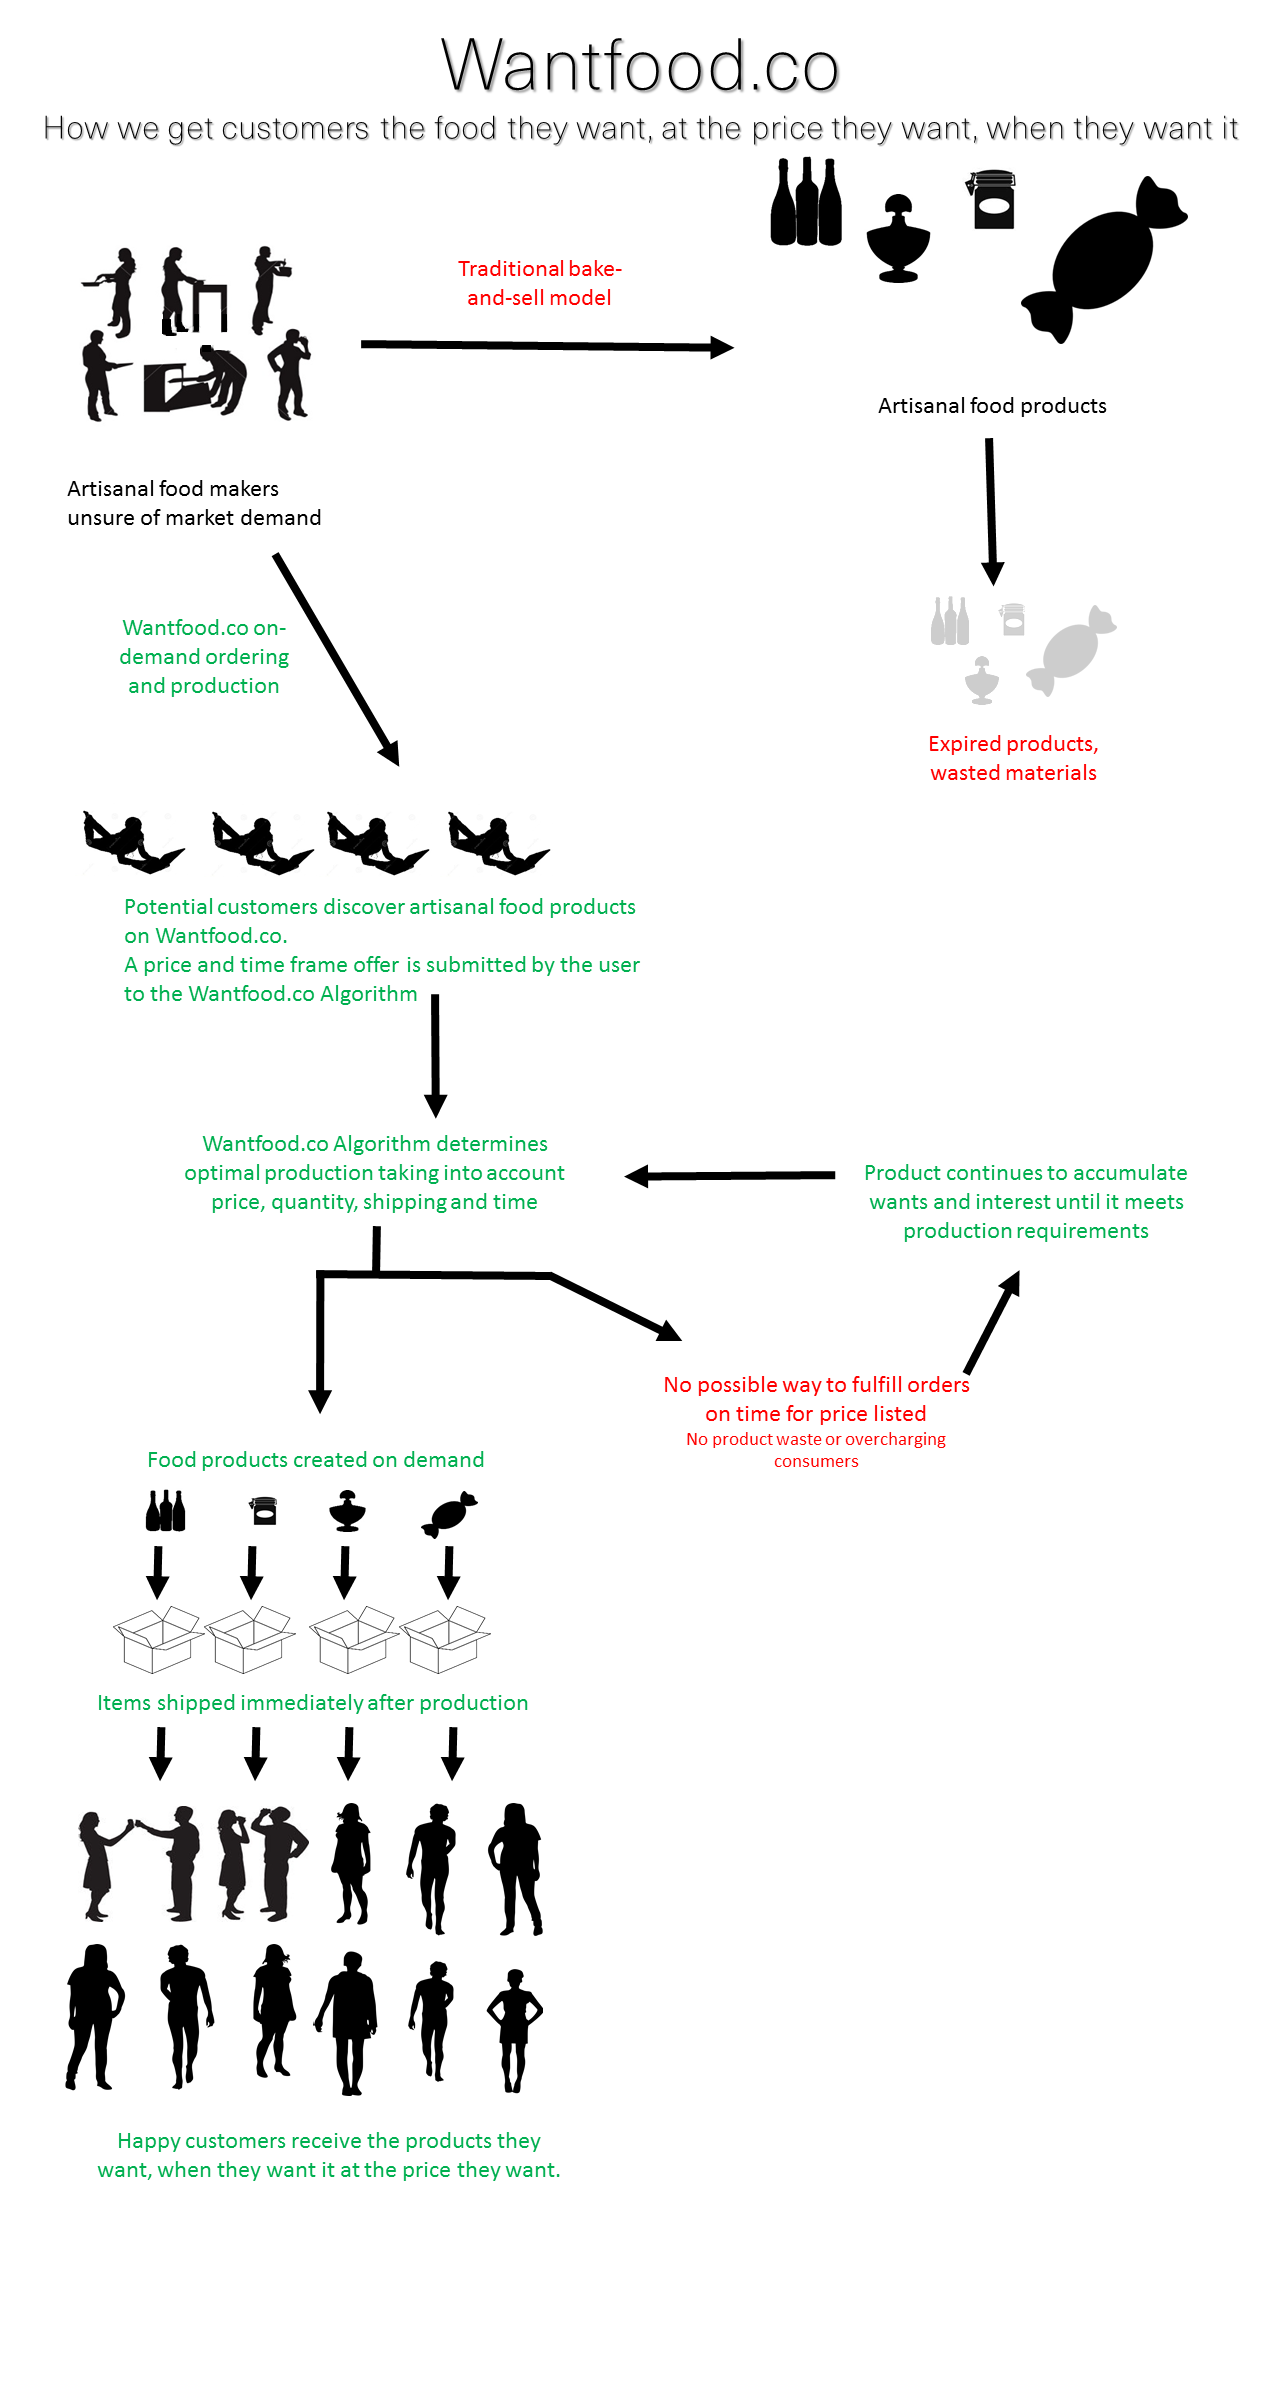 Wantfood.co
How we get customers the food they want, at the price they want, when they want it
Traditional bake-
and-sell model
Artisanal food products
Artisanal food makers
unsure of market demand
Wantfood.co on-
demand ordering
and production
Expired products,
wasted materials
Potential customers discover artisanal food products
on Wantfood.co.
A price and time frame offer is submitted by the user
to the Wantfood.co Algorithm
Wantfood.co Algorithm determines
optimal production taking into account
price, quantity, shipping and time
Product continues to accumulate
wants and interest until it meets
production requirements
No possible way to fulfill orders
on time for price listed
No product waste or overcharging
consumers
Food products created on demand
Items shipped immediately after production
Happy customers receive the products they
want, when they want it at the price they want.